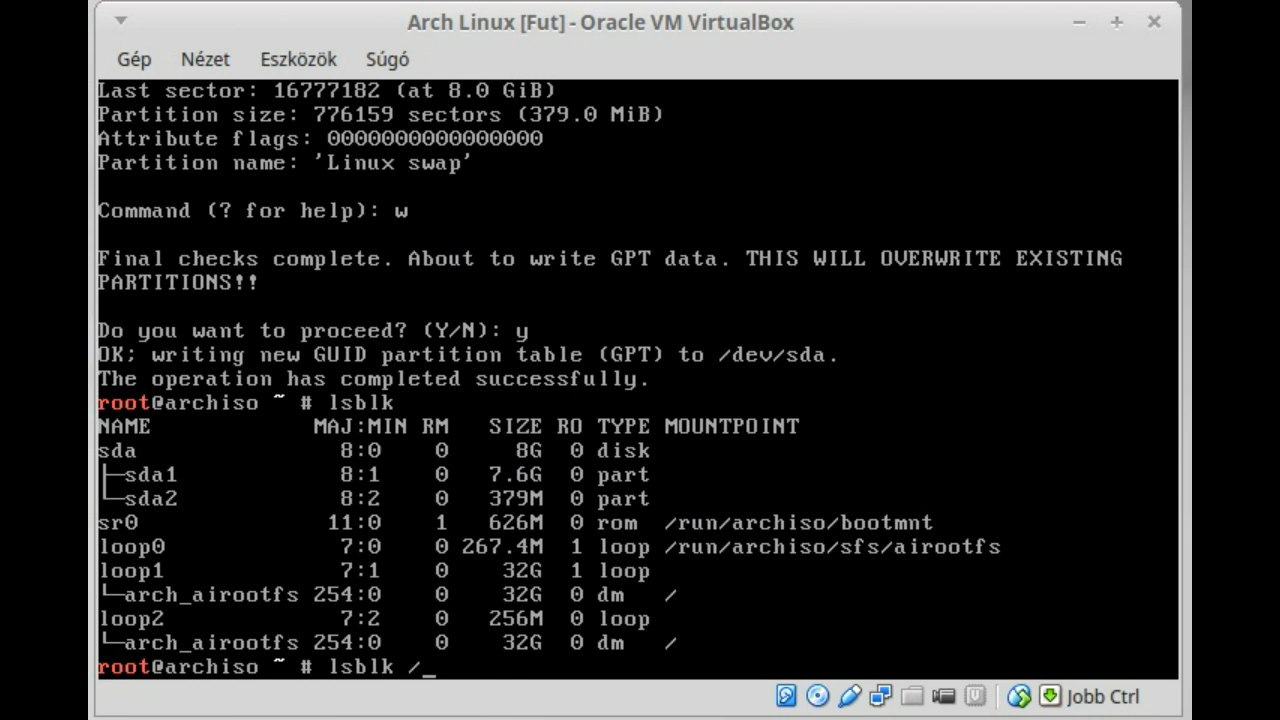 Arch Linux [Fut] - Oracle VM VirtualBox
Gép Nézet Eszközök Súgó
Last sector: 16777182 (at 8.0 GiB)
Partition size: 776159 sectors (379.0 MiB)
Attribute flags: 0000000000000000
Partition name: 'Linux swap'
Command (? for help): w
Final checks complete. About to write GPT data. THIS WILL OVERWRITE EXISTING
PARTITIONS!!
Do you want to proceed? (Y/N): y
OK; writing new GUID partition table (GPT) to /dev/sda.
The operation has completed successfully.
root@archiso ~ # lsblk
NAME MAJ:MIN RM SIZE RO TYPE MOUNTPOINT
sda 8:0 0 8G 0 disk
├─sda1 8:1 0 7.6G 0 part
└─sda2 8:2 0 379M 0 part
sr0 11:0 1 626M 0 rom /run/archiso/bootmnt
loop0 7:0 0 267.4M 1 loop /run/archiso/sfs/airootfs
loop1 7:1 0 32G 1 loop
└─arch_airootfs 254:0 0 32G 0 dm /
loop2 7:2 0 256M 0 loop
└─arch_airootfs 254:0 0 32G 0 dm /
root@archiso ~ # lsblk /_
Jobb Ctrl